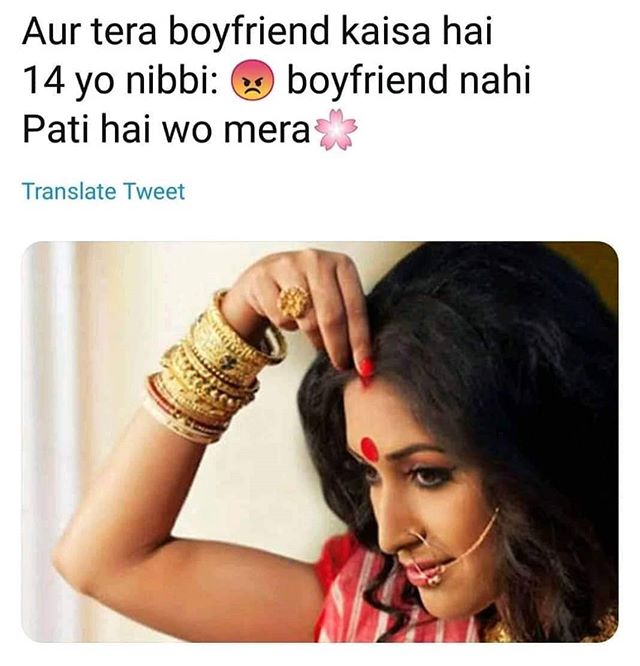 Aur tera boyfriend kaisa hai
14 yo nibbi: 😡 boyfriend nahi
Pati hai wo mera🌸
Translate Tweet